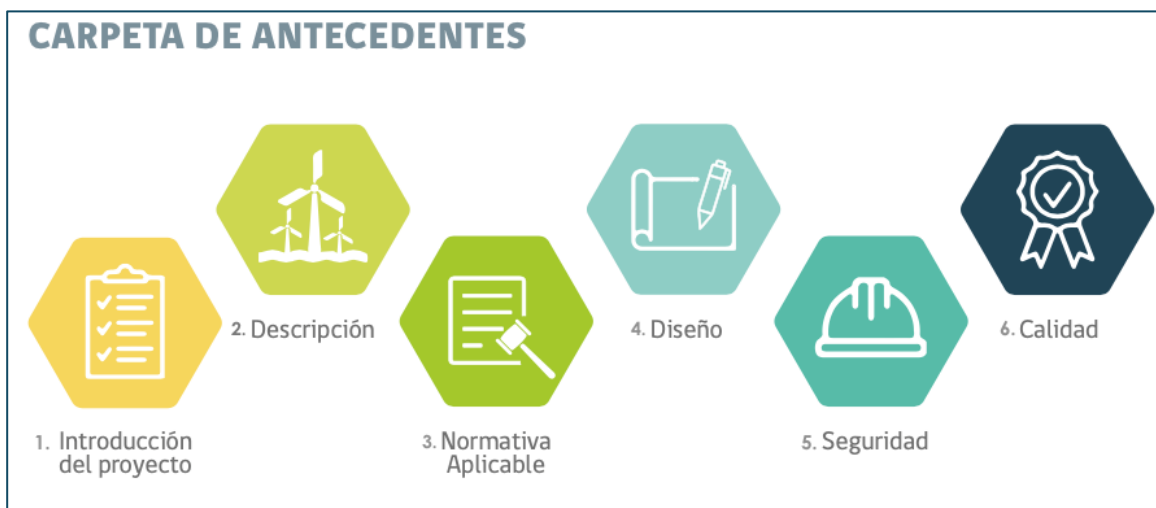 CARPETA DE ANTECEDENTES
1. Introducción
del proyecto
2. Descripción
3. Normativa
Aplicable
4. Diseño
5. Seguridad
6. Calidad